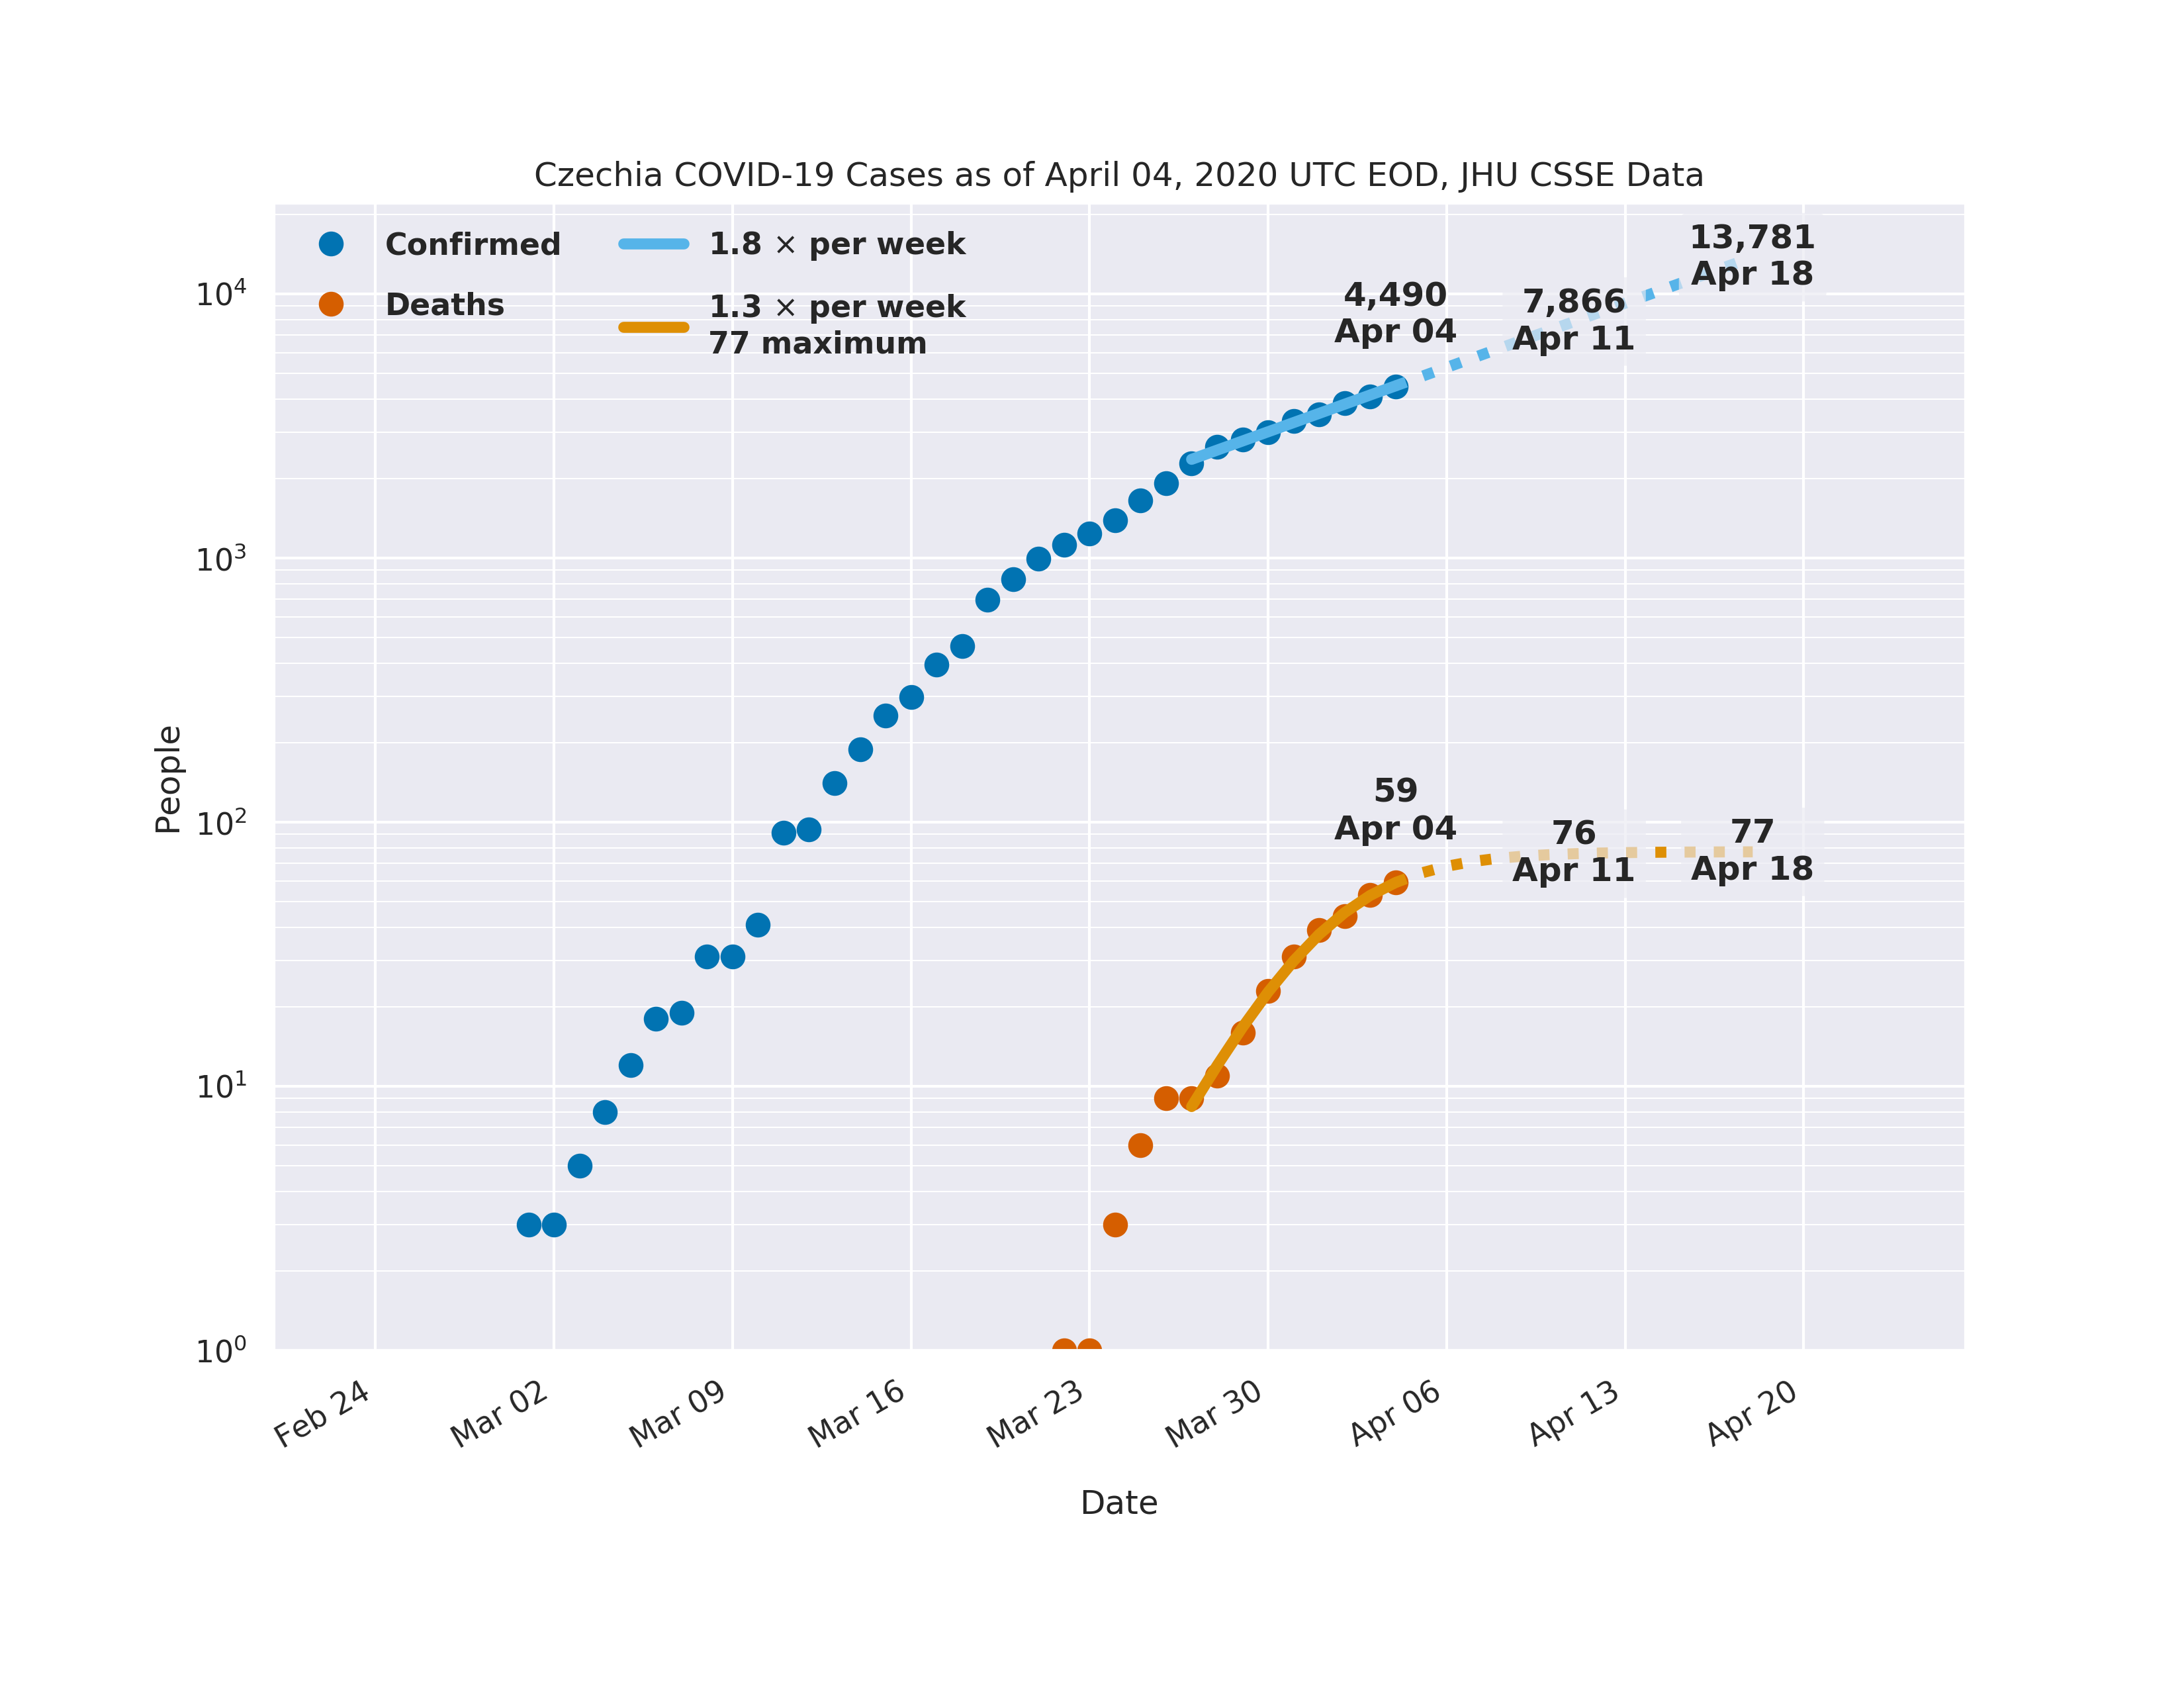 Czechia COVID-19 Cases as of April 04, 2020 UTC EOD, JHU CSSE Data
Confirmed
Deaths
1.8 × per week
1.3 × per week
77 maximum
13,781
Apr 18
4,490
Apr 04
7,866
Apr 11
59
Apr 04
76
Apr 11
77
Apr 18
10⁴
10³
10²
10¹
10⁰
People
Feb 24
Mar 02
Mar 09
Mar 16
Mar 23
Mar 30
Apr 06
Apr 13
Apr 20
Date